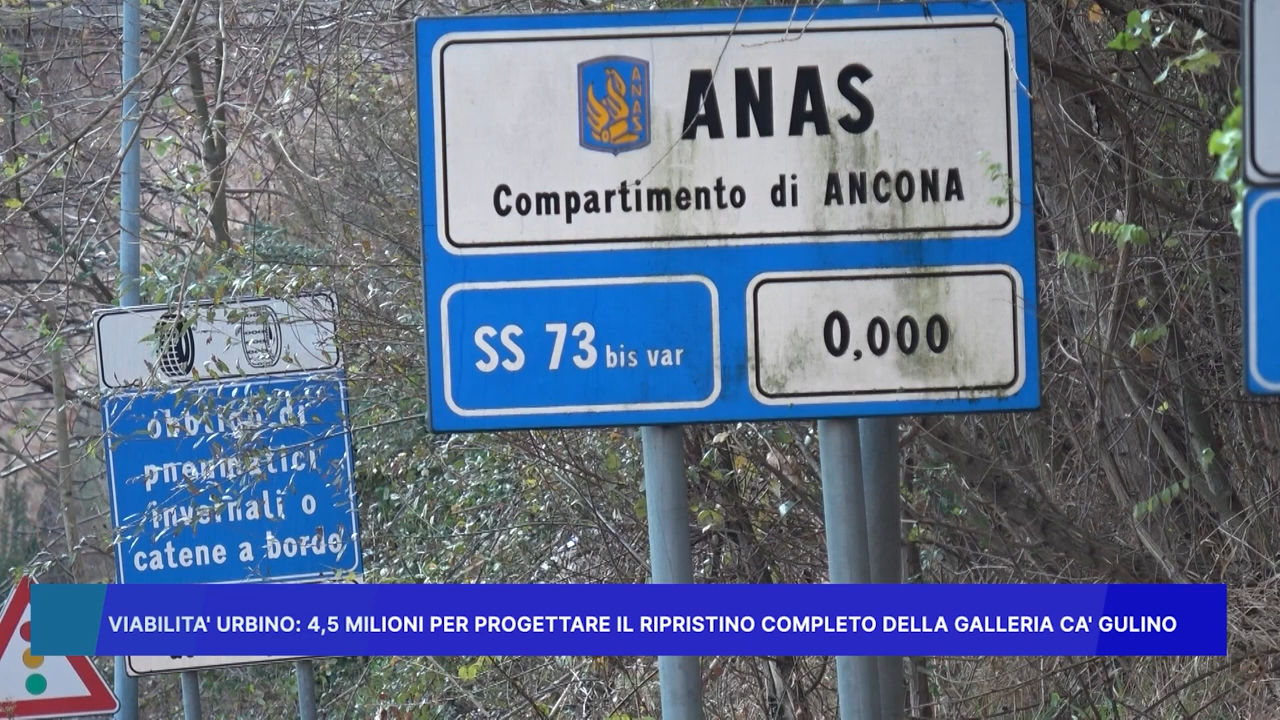 ANAS
ANAS
Compartimento di ANCONA
SS 73 bis var
0,000
obbligo di
pneumatici
invernali o
catene a bordo
VIABILITA' URBINO: 4,5 MILIONI PER PROGETTARE IL RIPRISTINO COMPLETO DELLA GALLERIA CA' GULINO